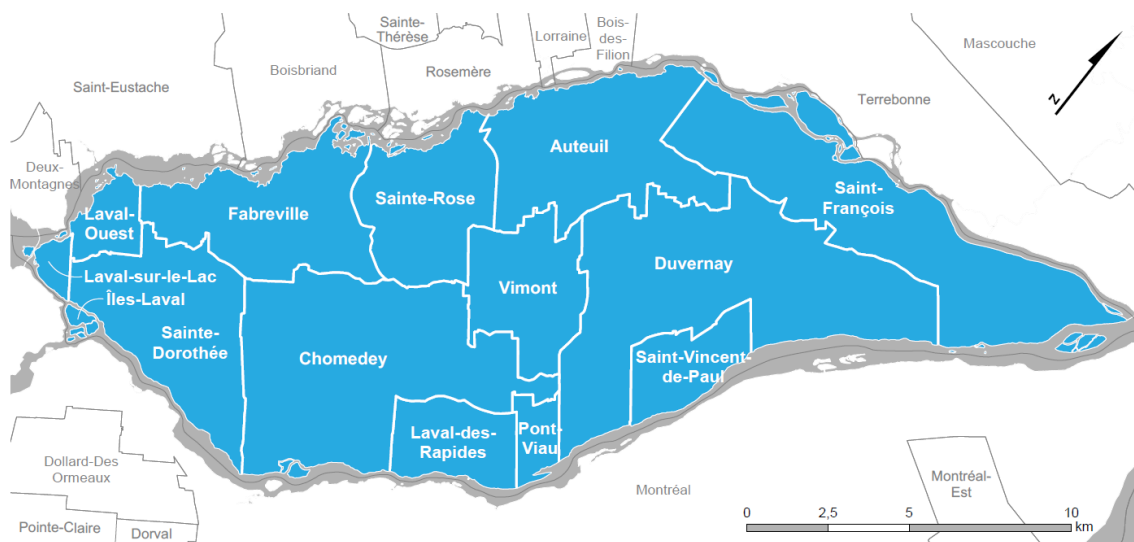 Sainte-
Thérèse
Lorraine
Bois-
des-
Filion
Mascouche
Boisbriand
Rosemère
Saint-Eustache
Terrebonne
N
Auteuil
Deux-
Montagnes
Laval-
Ouest
Fabreville
Sainte-Rose
Saint-
François
Laval-sur-le-Lac
Îles-Laval
Vimont
Duvernay
Sainte-
Dorothée
Chomedey
Saint-Vincent-
de-Paul
Laval-des-
Rapides
Pont-
Viau
Dollard-Des
Ormeaux
Montréal
Montréal-
Est
Pointe-Claire
Dorval
0 2,5 5 10
km